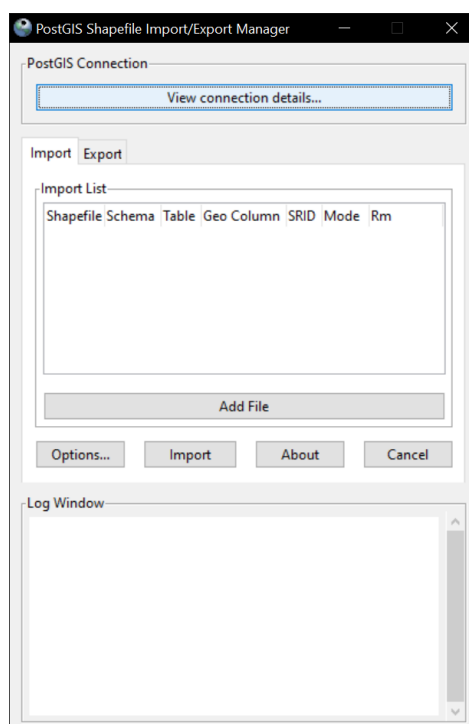 PostGIS Shapefile Import/Export Manager
PostGIS Connection
View connection details...
Import Export
Import List
Shapefile Schema Table Geo Column SRID Mode Rm
Add File
Options... Import About Cancel
Log Window